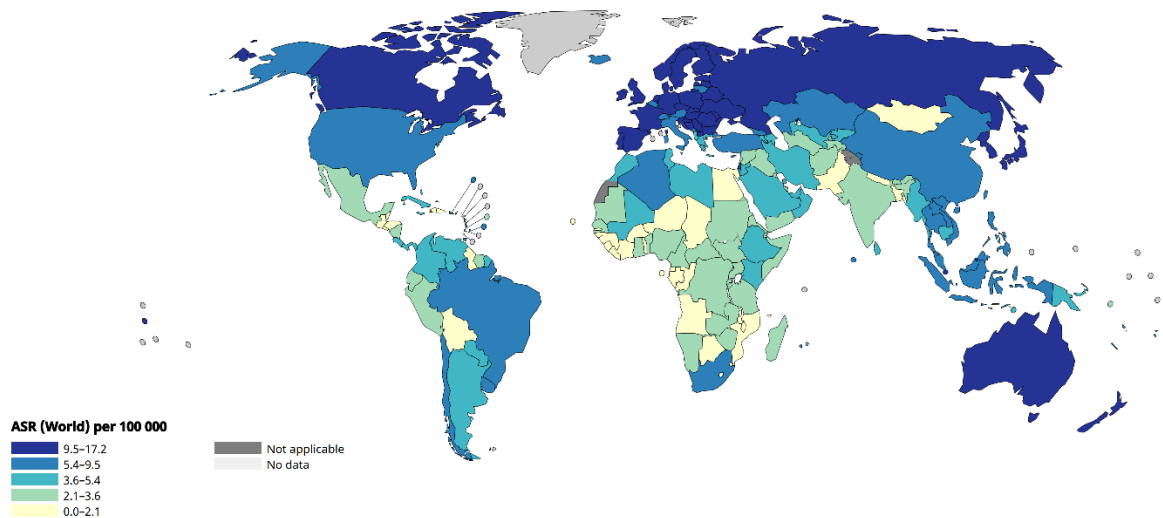 ASR (World) per 100 000
9.5–17.2
5.4–9.5
3.6–5.4
2.1–3.6
0.0–2.1
Not applicable
No data